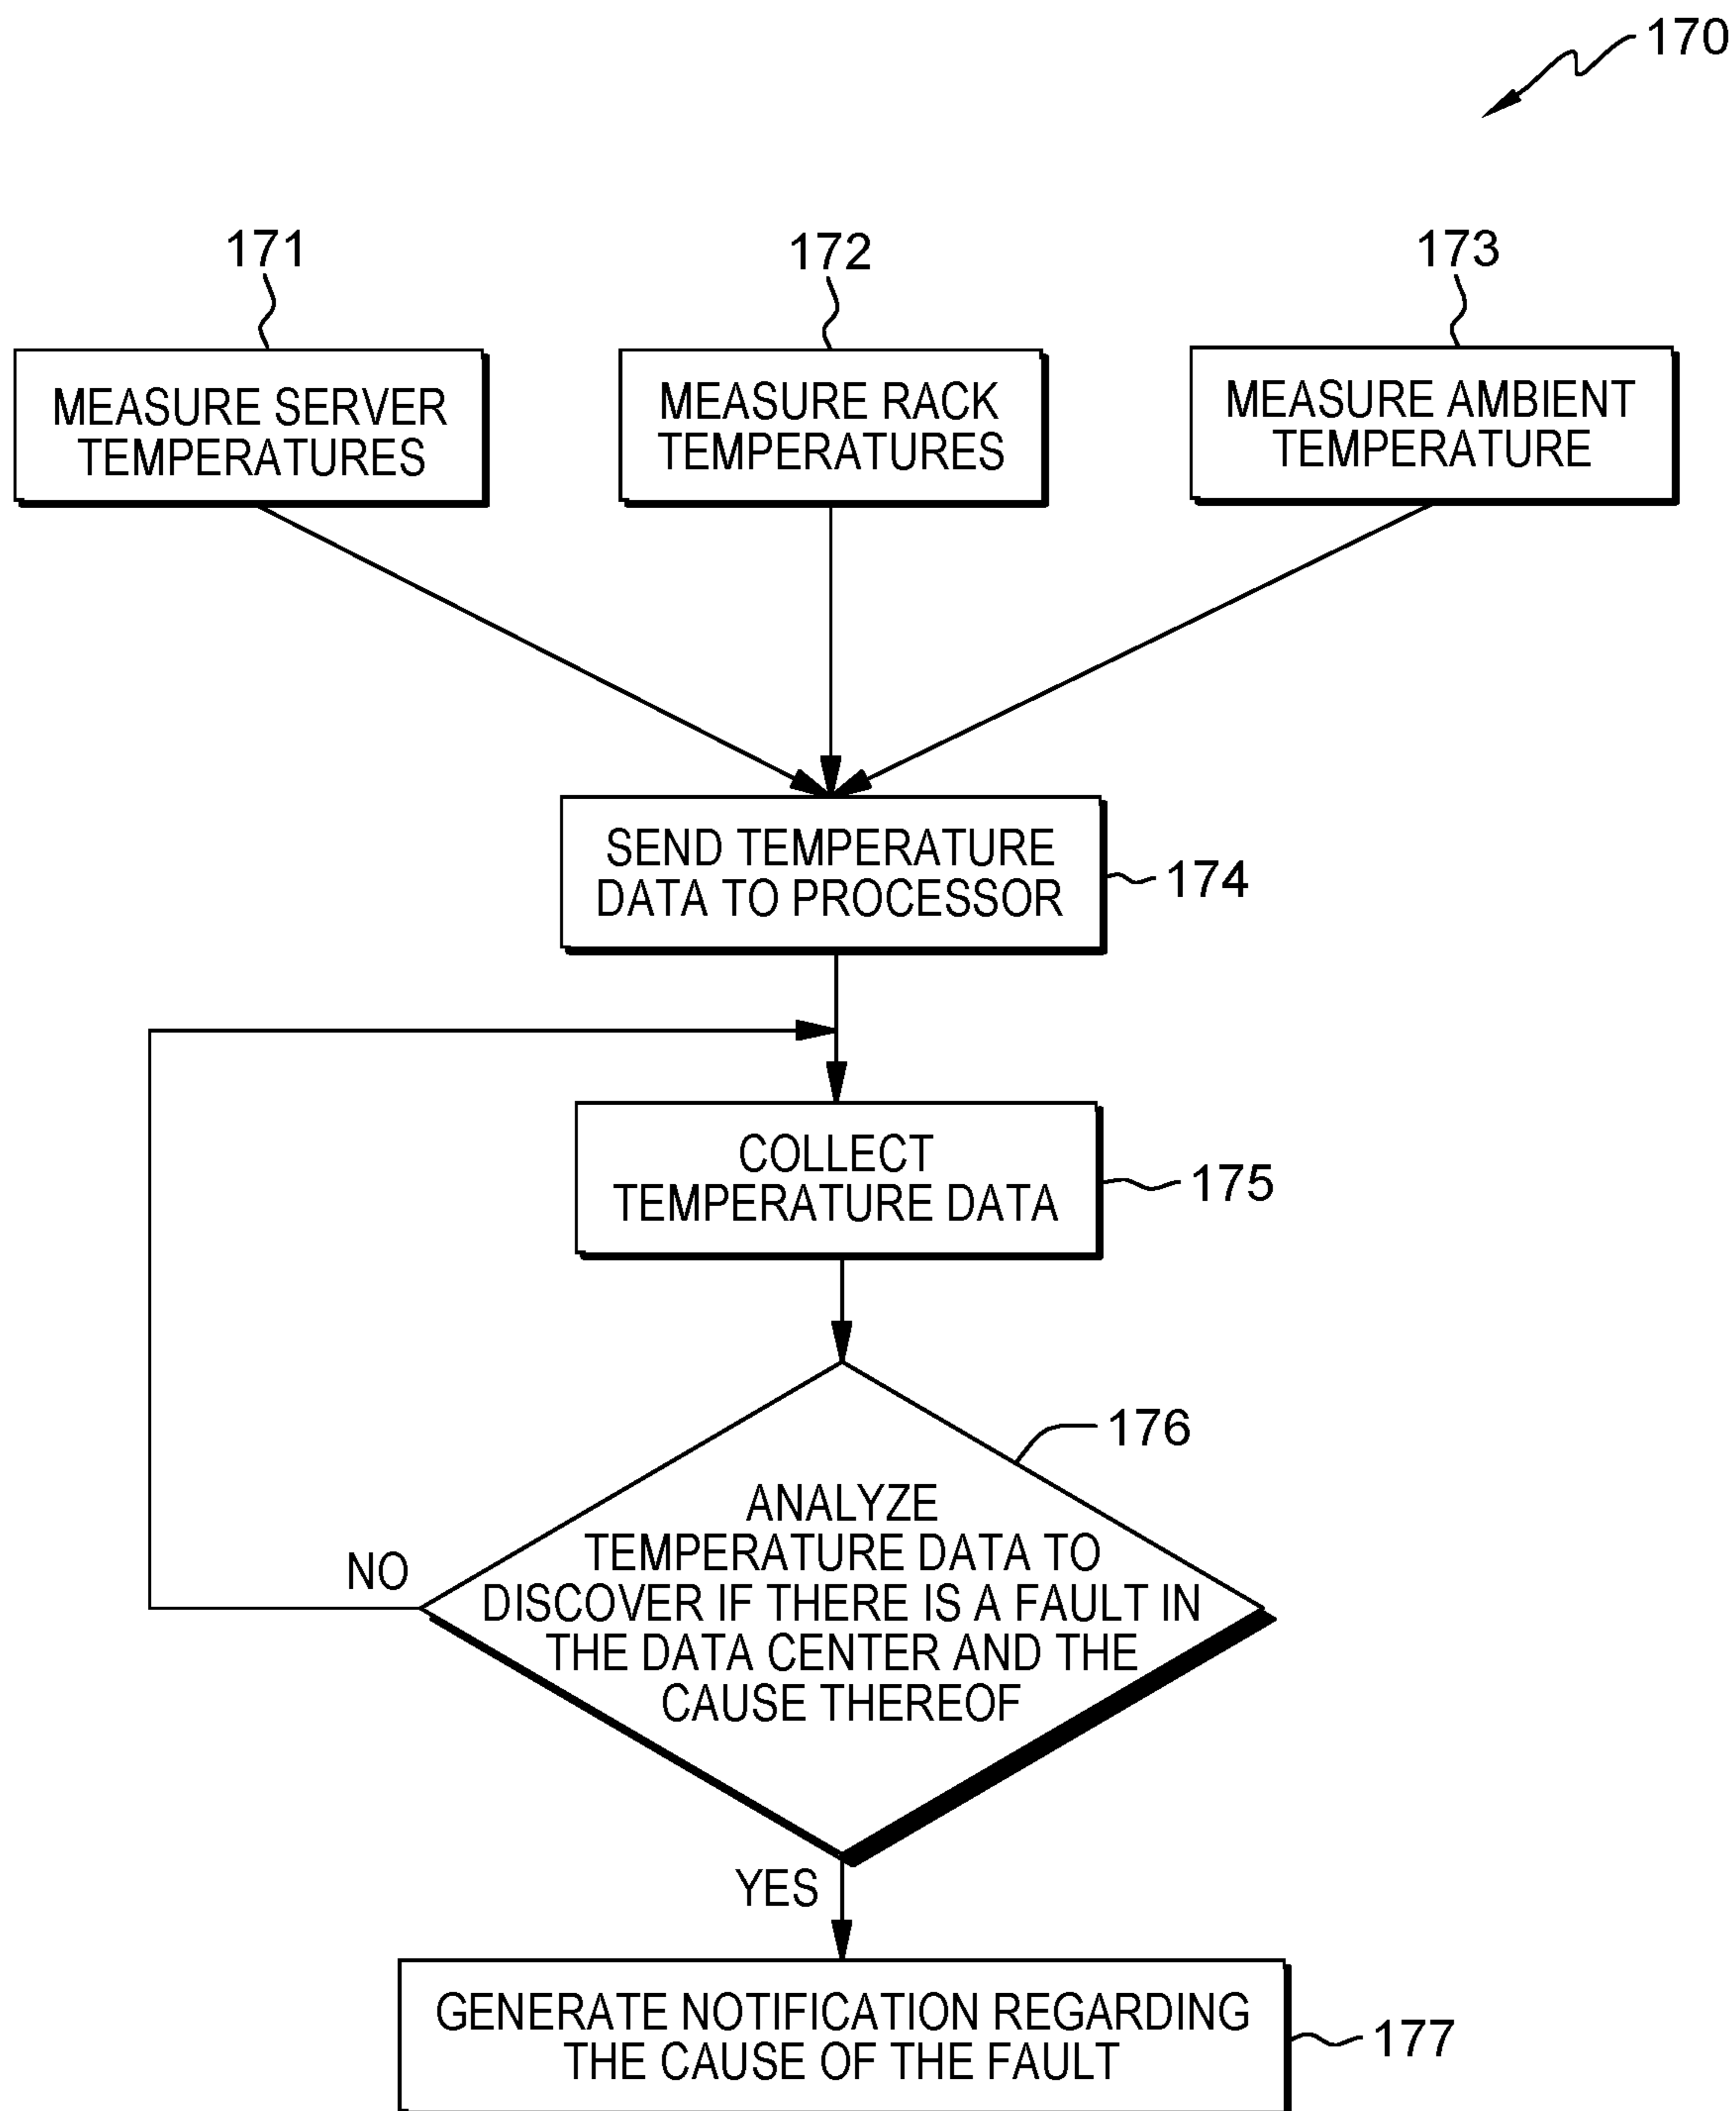 170
171
172
173
MEASURE SERVER
TEMPERATURES
MEASURE RACK
TEMPERATURES
MEASURE AMBIENT
TEMPERATURE
SEND TEMPERATURE
DATA TO PROCESSOR
174
COLLECT
TEMPERATURE DATA
175
176
ANALYZE
TEMPERATURE DATA TO
DISCOVER IF THERE IS A FAULT IN
THE DATA CENTER AND THE
CAUSE THEREOF
NO
YES
GENERATE NOTIFICATION REGARDING
THE CAUSE OF THE FAULT
177